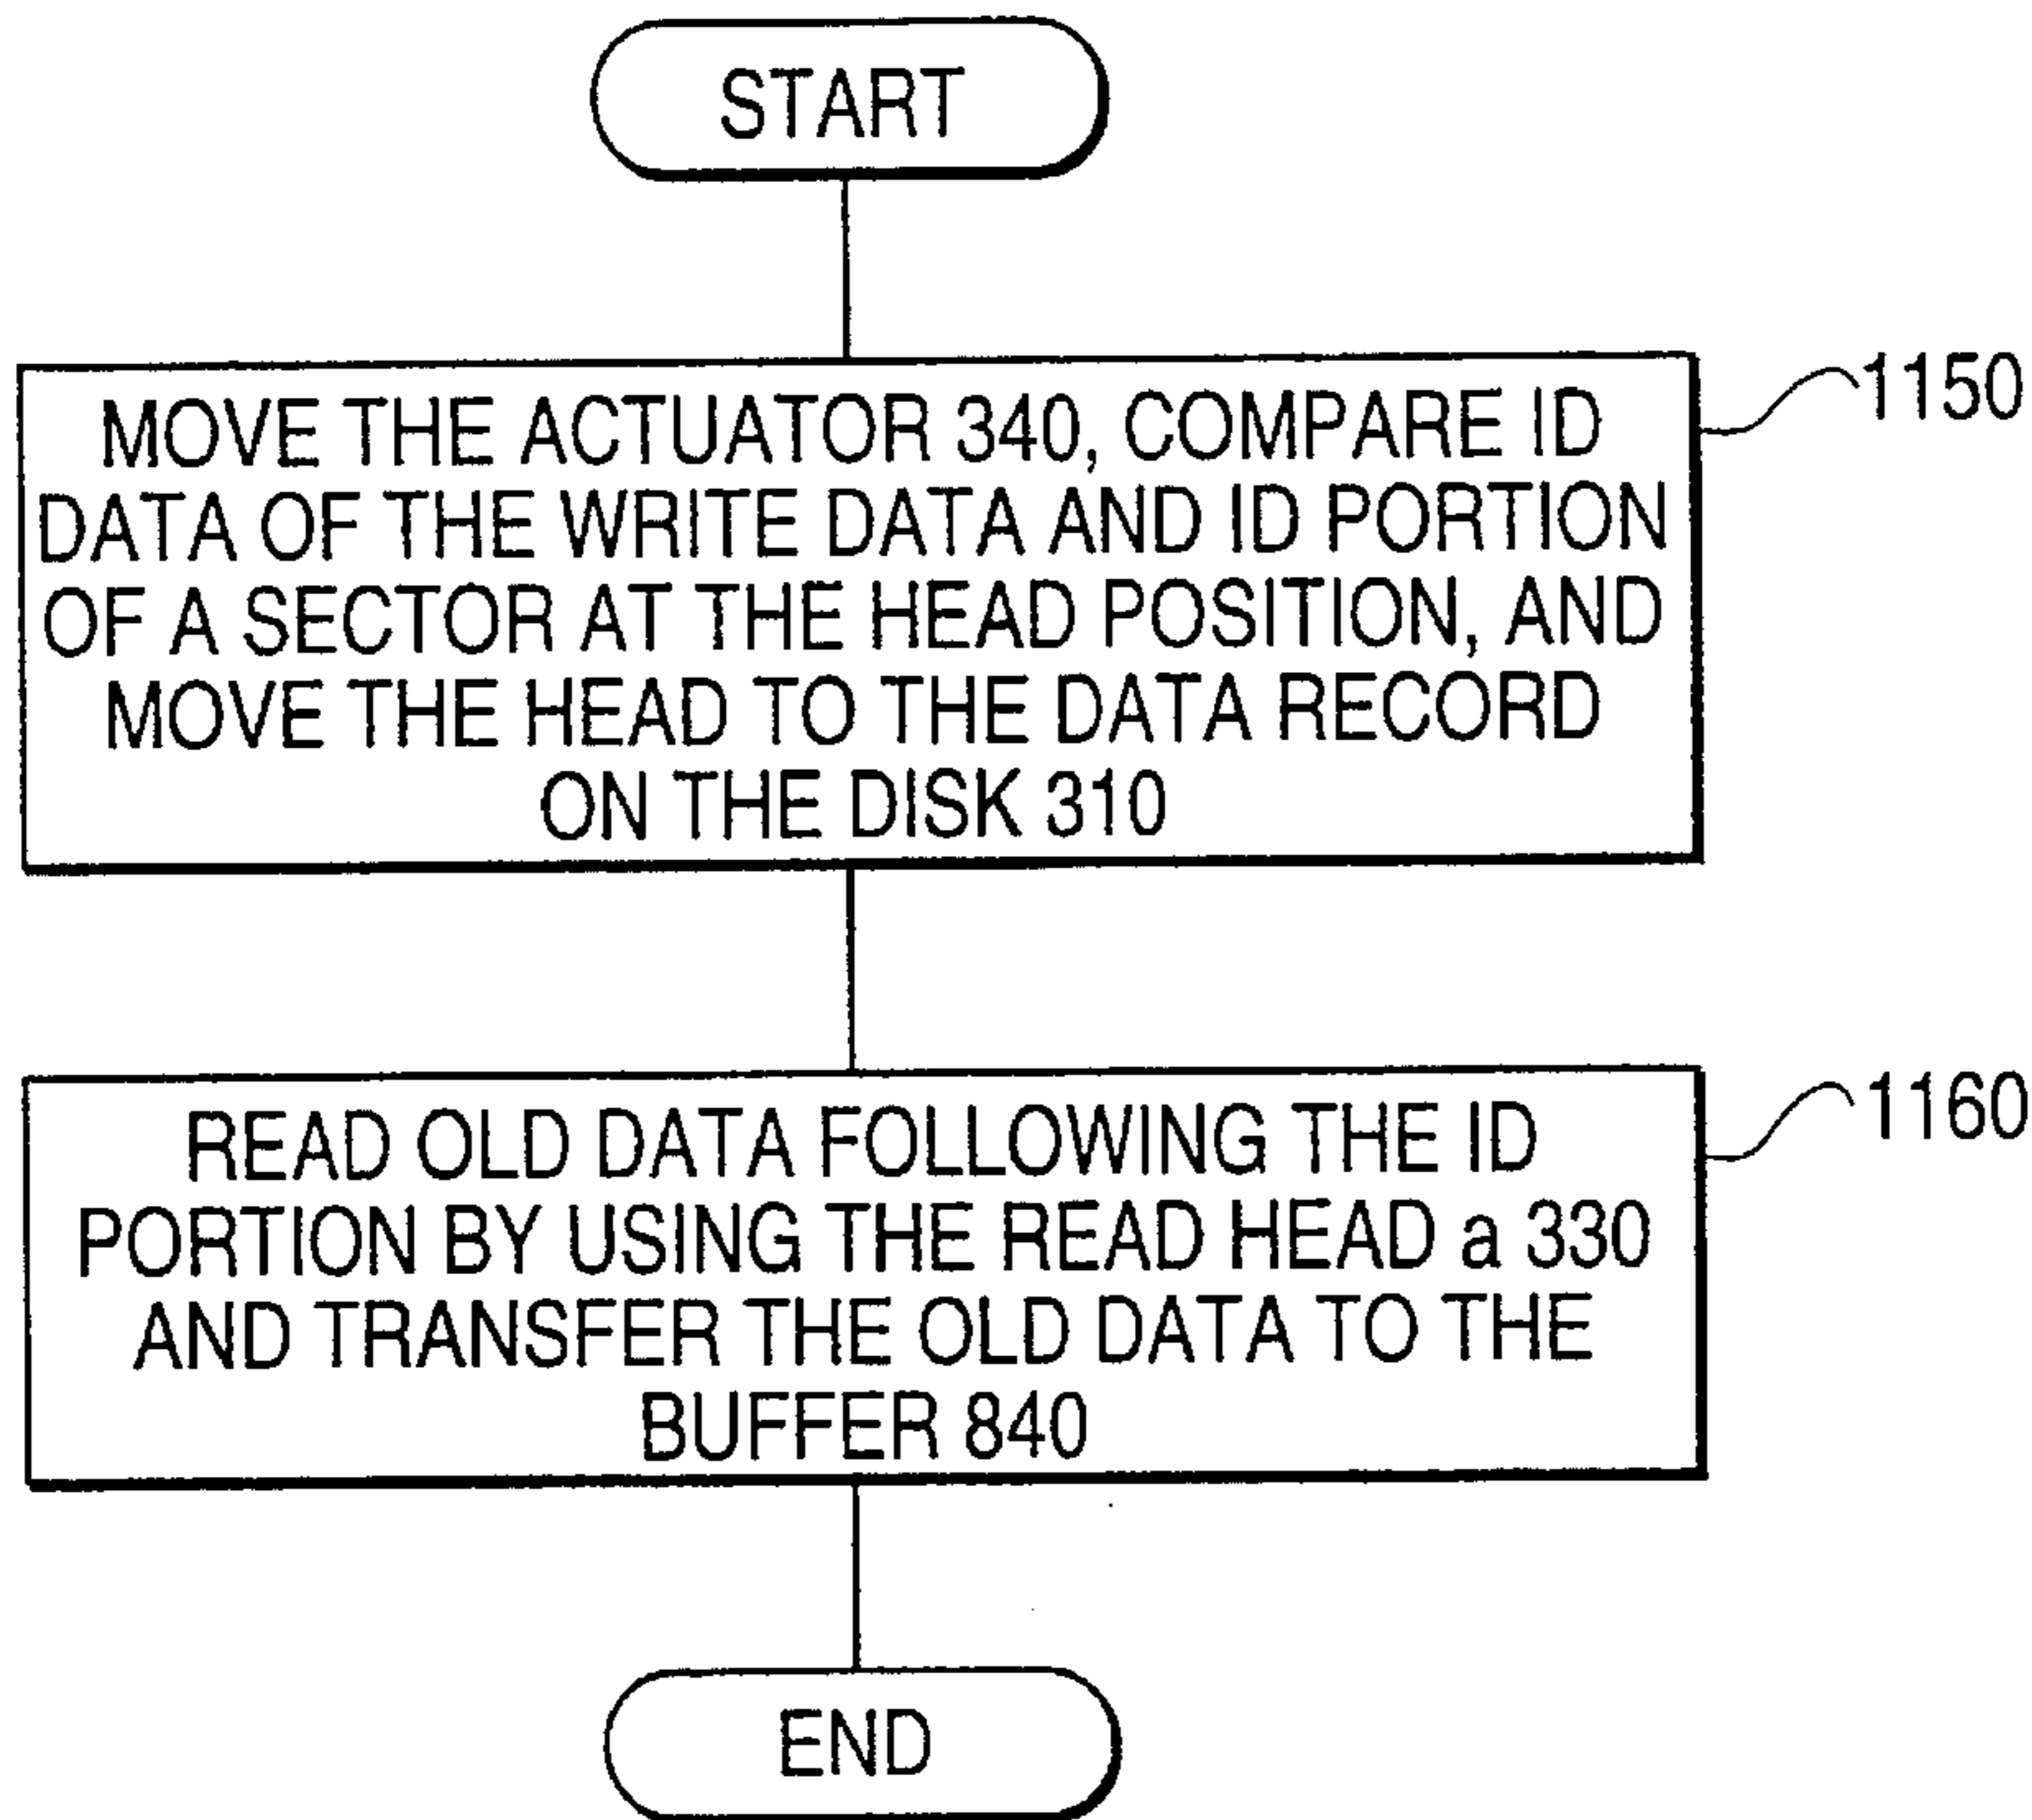 START
MOVE THE ACTUATOR 340, COMPARE ID
1150
DATA OF THE WRITE DATA AND ID PORTION
OF A SECTOR AT THE HEAD POSITION, AND
MOVE THE HEAD TO THE DATA RECORD
ON THE DISK 310
READ OLD DATA FOLLOWING THE ID
1160
PORTION BY USING THE READ HEAD a 330
AND TRANSFER THE OLD DATA TO THE
BUFFER 840
END